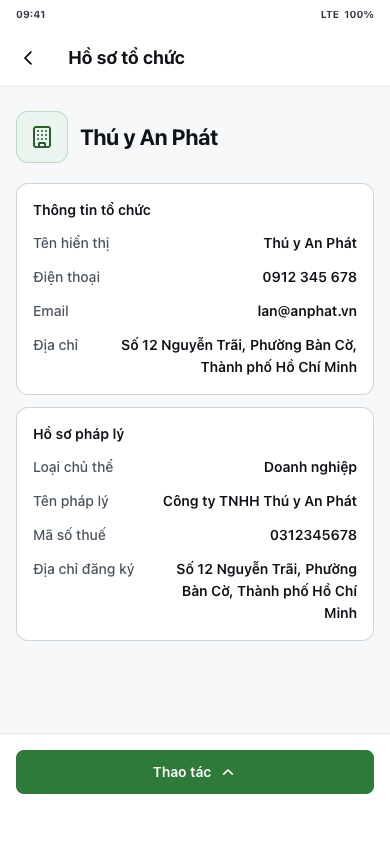 09:41
LTE 100%
Hồ sơ tổ chức
Thú y An Phát
Thông tin tổ chức
Tên hiển thị
Thú y An Phát
Điện thoại
0912 345 678
Email
lan@anphat.vn
Địa chỉ
Số 12 Nguyễn Trãi, Phường Bàn Cờ,
Thành phố Hồ Chí Minh
Hồ sơ pháp lý
Loại chủ thể
Doanh nghiệp
Tên pháp lý
Công ty TNHH Thú y An Phát
Mã số thuế
0312345678
Địa chỉ đăng ký
Số 12 Nguyễn Trãi, Phường
Bàn Cờ, Thành phố Hồ Chí
Minh
Thao tác